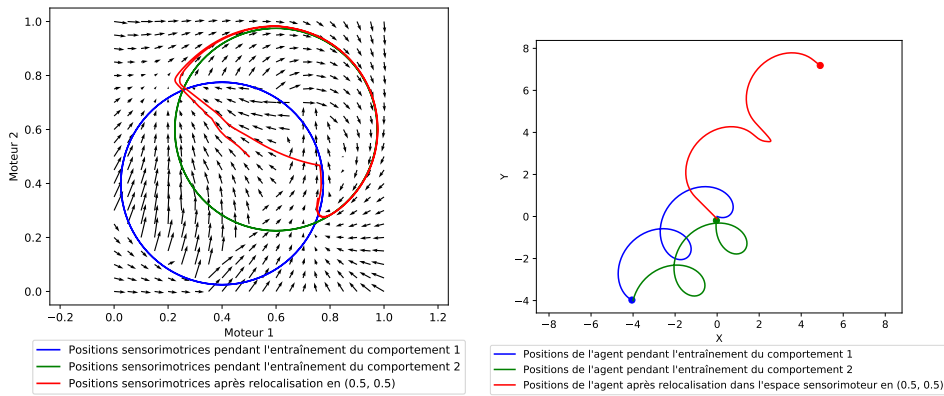 1.0
0.8
0.6
0.4
0.2
0.0
Moteur 2
−0.2 0.0 0.2 0.4 0.6 0.8 1.0 1.2
Moteur 1
Positions sensorimotrices pendant l'entraînement du comportement 1
Positions sensorimotrices pendant l'entraînement du comportement 2
Positions sensorimotrices après relocalisation en (0.5, 0.5)
8
6
4
2
0
−2
−4
Y
−8 −6 −4 −2 0 2 4 6 8
X
Positions de l'agent pendant l'entraînement du comportement 1
Positions de l'agent pendant l'entraînement du comportement 2
Positions de l'agent après relocalisation dans l'espace sensorimoteur en (0.5, 0.5)